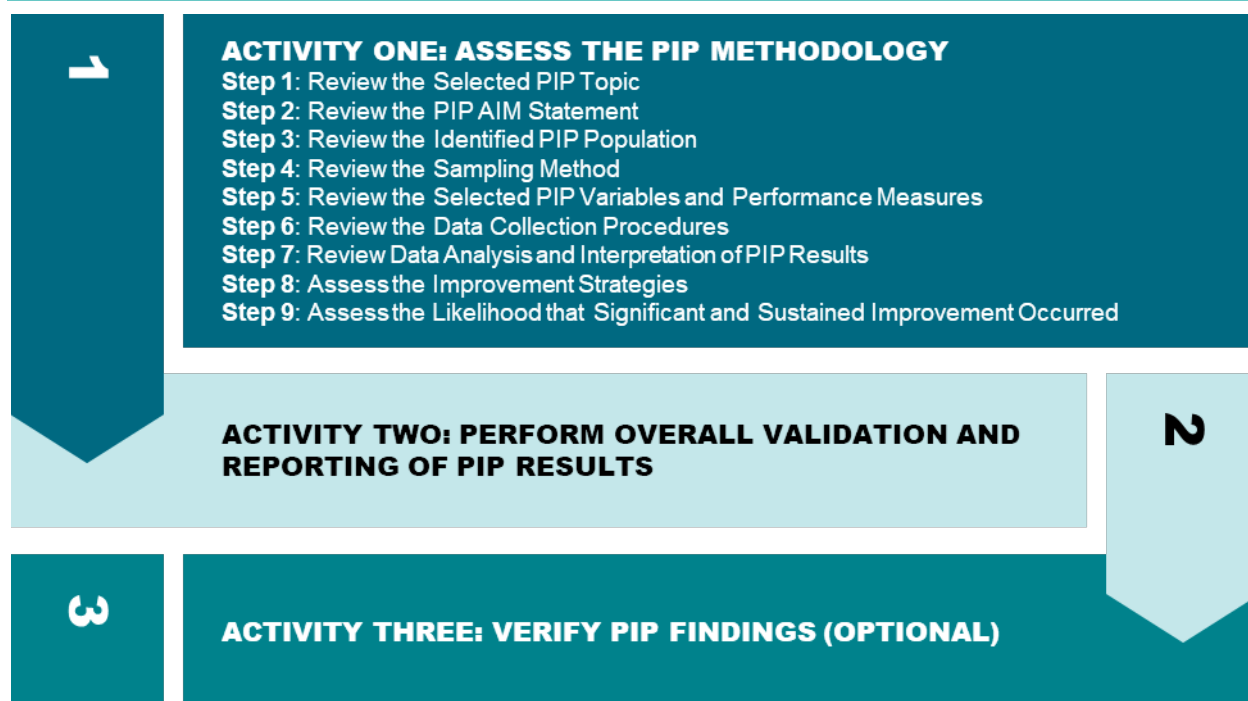 1
ACTIVITY ONE: ASSESS THE PIP METHODOLOGY
Step 1: Review the Selected PIP Topic
Step 2: Review the PIP AIM Statement
Step 3: Review the Identified PIP Population
Step 4: Review the Sampling Method
Step 5: Review the Selected PIP Variables and Performance Measures
Step 6: Review the Data Collection Procedures
Step 7: Review Data Analysis and Interpretation of PIP Results
Step 8: Assess the Improvement Strategies
Step 9: Assess the Likelihood that Significant and Sustained Improvement Occurred
ACTIVITY TWO: PERFORM OVERALL VALIDATION AND
REPORTING OF PIP RESULTS
2
3
ACTIVITY THREE: VERIFY PIP FINDINGS (OPTIONAL)